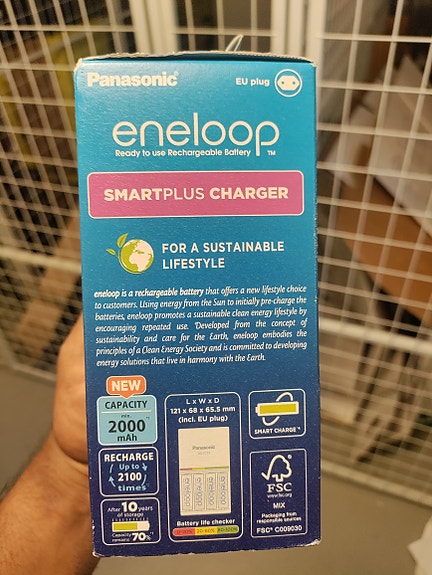 Panasonic
EU plug
eneloop
Ready to use Rechargeable Battery ™
SMARTPLUS CHARGER
FOR A SUSTAINABLE
LIFESTYLE
eneloop is a rechargeable battery that offers a new lifestyle choice
to customers. Using energy from the Sun to initially pre-charge the
batteries, eneloop promotes a sustainable clean energy lifestyle by
encouraging repeated use. Developed from the concept of
sustainability and care for the Earth, eneloop embodies the
principles of a Clean Energy Society and is committed to developing
energy solutions that live in harmony with the Earth.
NEW
CAPACITY
min.
2000
mAh
RECHARGE
Up to
2100
times
After 10 years
of storage
Capacity
remains 70%
L x W x D
121 x 68 x 65.5 mm
(incl. EU plug)
Panasonic
Battery life checker
SMART CHARGE™
FSC
www.fsc.org
MIX
Packaging from
responsible sources
FSC® C009030